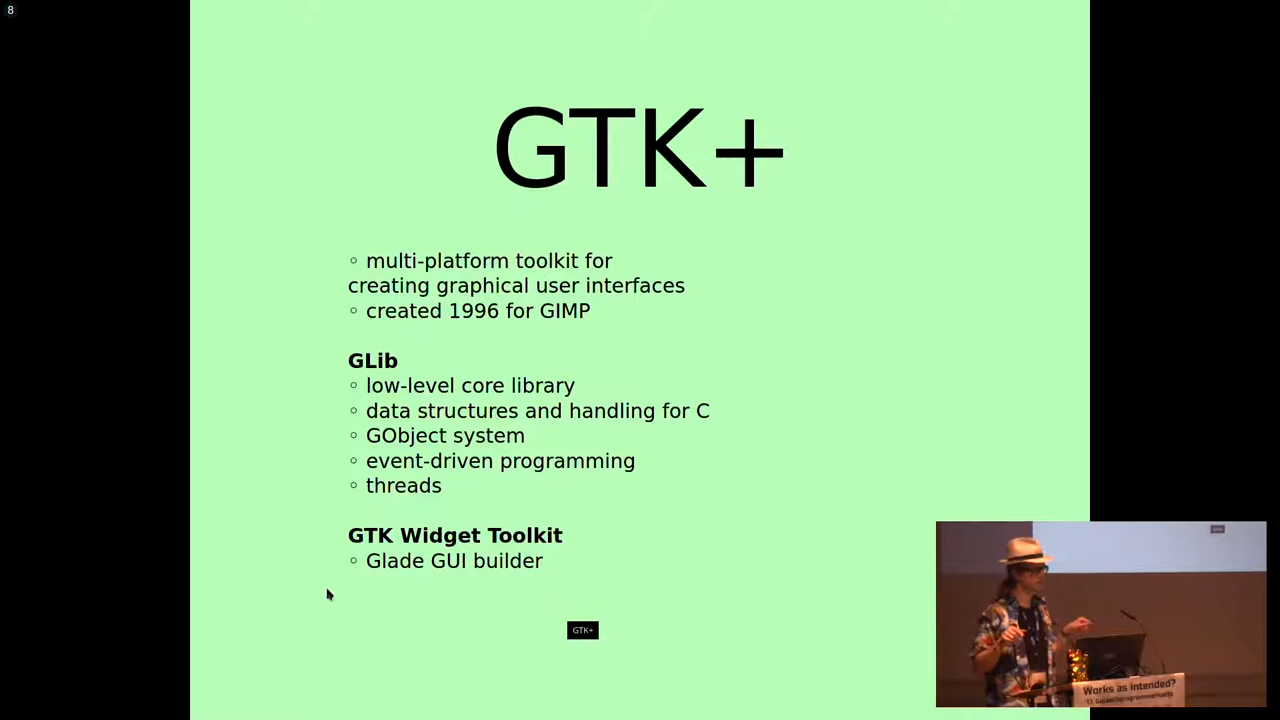 8
GTK+
◦ multi-platform toolkit for
creating graphical user interfaces
◦ created 1996 for GIMP
GLib
◦ low-level core library
◦ data structures and handling for C
◦ GObject system
◦ event-driven programming
◦ threads
GTK Widget Toolkit
◦ Glade GUI builder
GTK+
Works as intended?